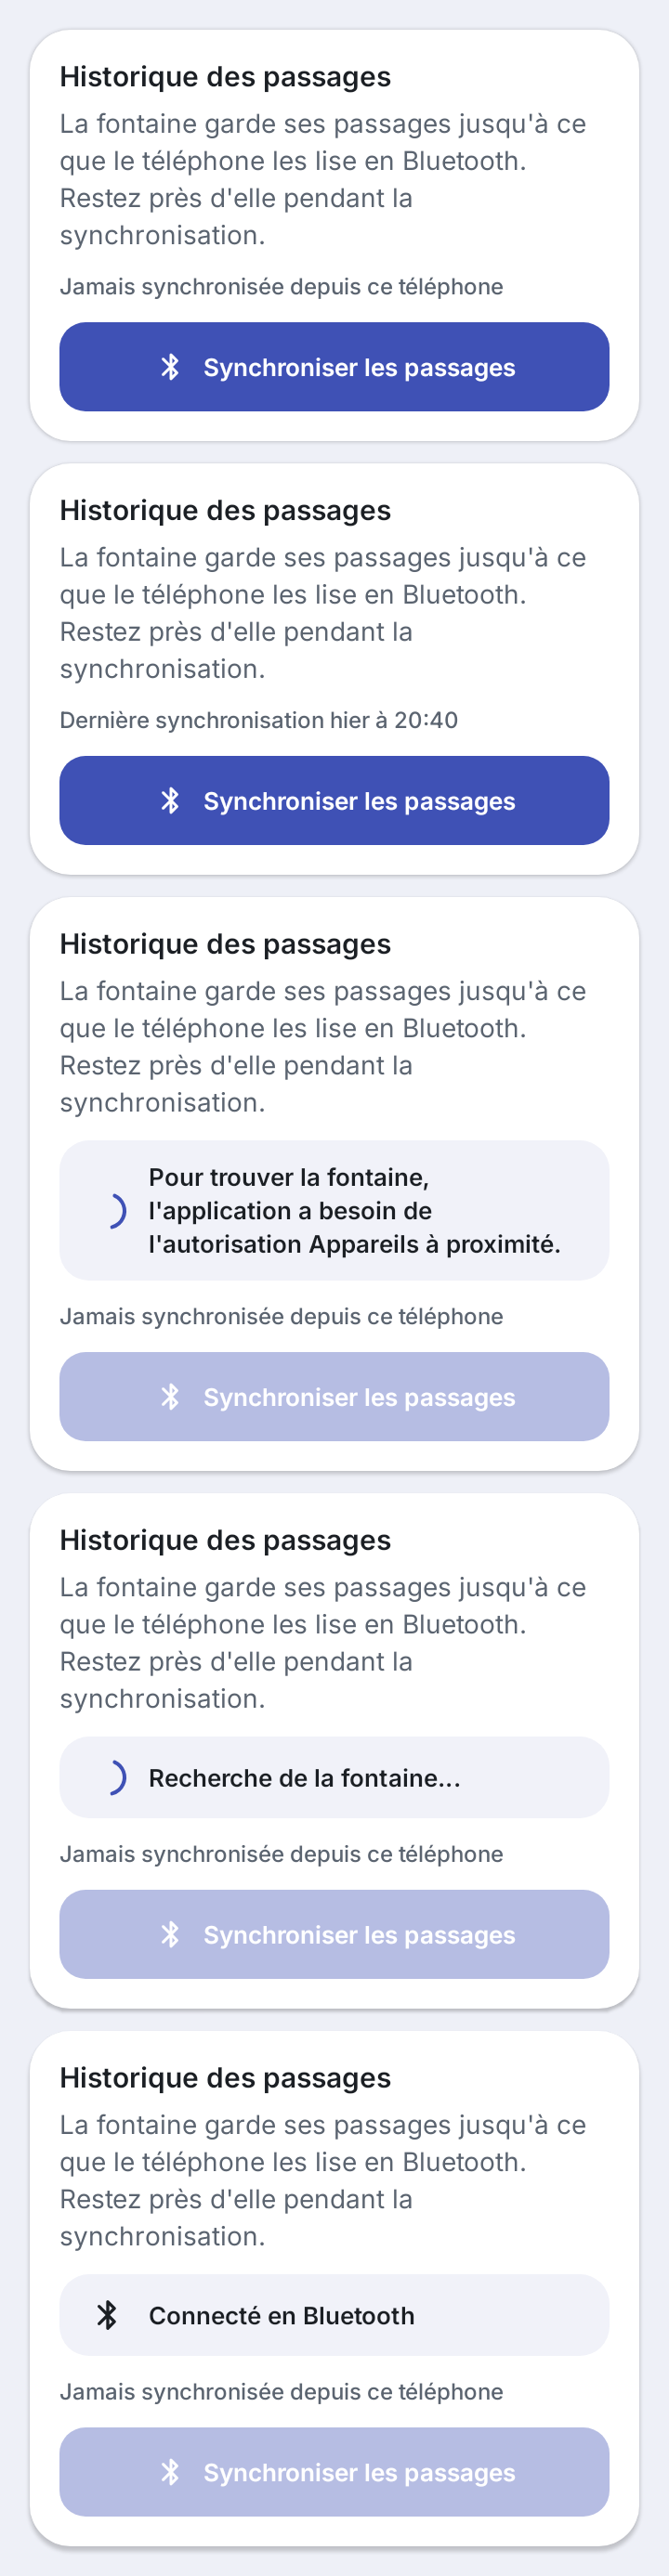 Historique des passages
La fontaine garde ses passages jusqu'à ce
que le téléphone les lise en Bluetooth.
Restez près d'elle pendant la
synchronisation.
Jamais synchronisée depuis ce téléphone
Synchroniser les passages
Historique des passages
La fontaine garde ses passages jusqu'à ce
que le téléphone les lise en Bluetooth.
Restez près d'elle pendant la
synchronisation.
Dernière synchronisation hier à 20:40
Synchroniser les passages
Historique des passages
La fontaine garde ses passages jusqu'à ce
que le téléphone les lise en Bluetooth.
Restez près d'elle pendant la
synchronisation.
Pour trouver la fontaine,
l'application a besoin de
l'autorisation Appareils à proximité.
Jamais synchronisée depuis ce téléphone
Synchroniser les passages
Historique des passages
La fontaine garde ses passages jusqu'à ce
que le téléphone les lise en Bluetooth.
Restez près d'elle pendant la
synchronisation.
Recherche de la fontaine...
Jamais synchronisée depuis ce téléphone
Synchroniser les passages
Historique des passages
La fontaine garde ses passages jusqu'à ce
que le téléphone les lise en Bluetooth.
Restez près d'elle pendant la
synchronisation.
Connecté en Bluetooth
Jamais synchronisée depuis ce téléphone
Synchroniser les passages